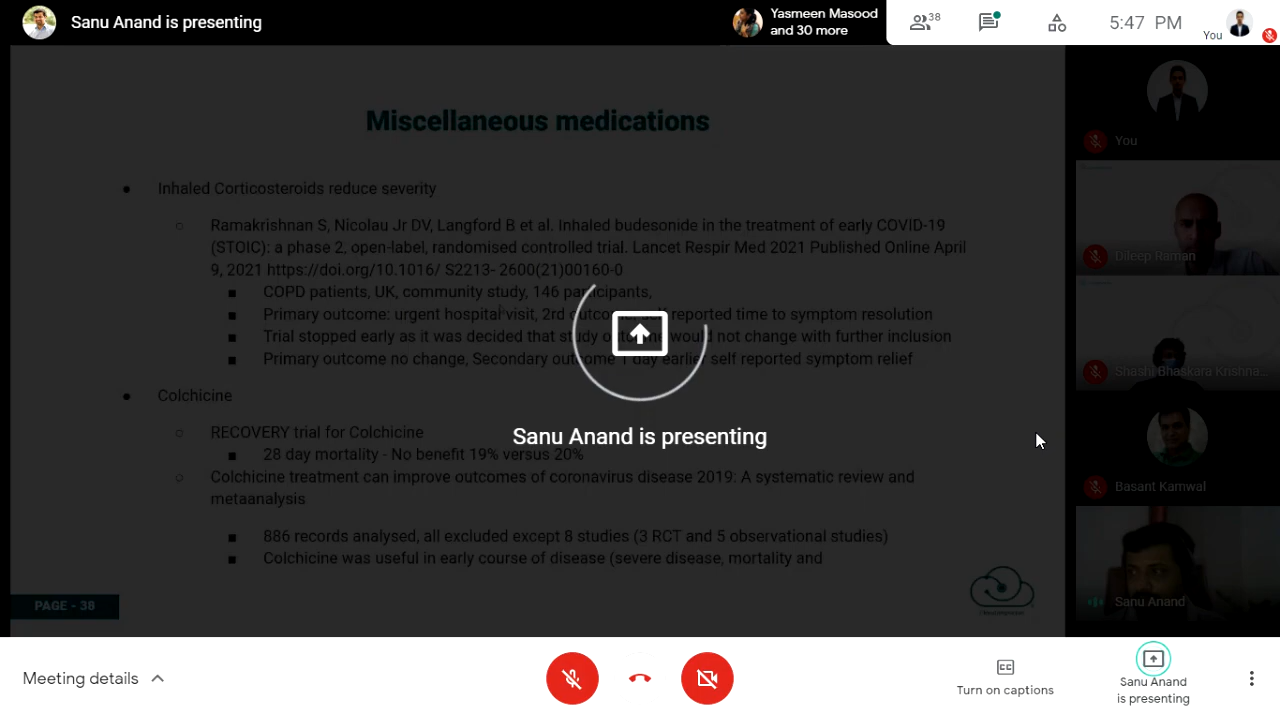 Sanu Anand is presenting
Yasmeen Masood
and 30 more
38
5:47 PM
You
Miscellaneous medications
● Inhaled Corticosteroids reduce severity
○ Ramakrishnan S, Nicolau Jr DV, Langford B et al. Inhaled budesonide in the treatment of early COVID-19
(STOIC): a phase 2, open-label, randomised controlled trial. Lancet Respir Med 2021 Published Online April
9, 2021 https://doi.org/10.1016/ S2213- 2600(21)00160-0
■ COPD patients, UK, community study, 146 participants,
■ Primary outcome: urgent hospital visit, 2rd outcome: self reported time to symptom resolution
■ Trial stopped early as it was decided that study outcome would not change with further inclusion
■ Primary outcome no change, Secondary outcome 1 day earlier self reported symptom relief
● Colchicine
○ RECOVERY trial for Colchicine
■ 28 day mortality - No benefit 19% versus 20%
○ Colchicine treatment can improve outcomes of coronavirus disease 2019: A systematic review and
metaanalysis
■ 886 records analysed, all excluded except 8 studies (3 RCT and 5 observational studies)
■ Colchicine was useful in early course of disease (severe disease, mortality and
PAGE - 38
Sanu Anand is presenting
You
Dileep Raman
Shashi Bhaskara Krishna...
Basant Kamwal
Sanu Anand
Meeting details
CC
Turn on captions
Sanu Anand
is presenting